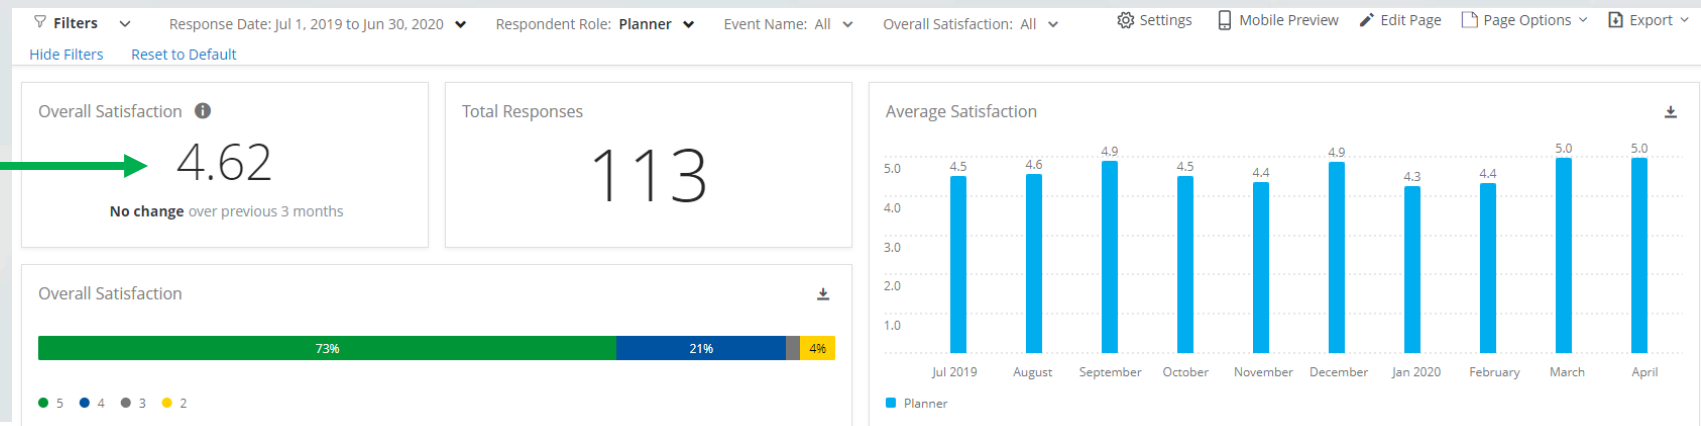 Filters
Response Date: Jul 1, 2019 to Jun 30, 2020
Respondent Role: Planner
Event Name: All
Overall Satisfaction: All
Settings
Mobile Preview
Edit Page
Page Options
Export
Hide Filters
Reset to Default
Overall Satisfaction
4.62
No change over previous 3 months
Total Responses
113
Overall Satisfaction
73% 21% 4%
5 4 3 2
Average Satisfaction
5.0
4.0
3.0
2.0
1.0
4.5 4.6 4.9 4.5 4.4 4.9 4.3 4.4 5.0 5.0
Jul 2019 August September October November December Jan 2020 February March April
Planner